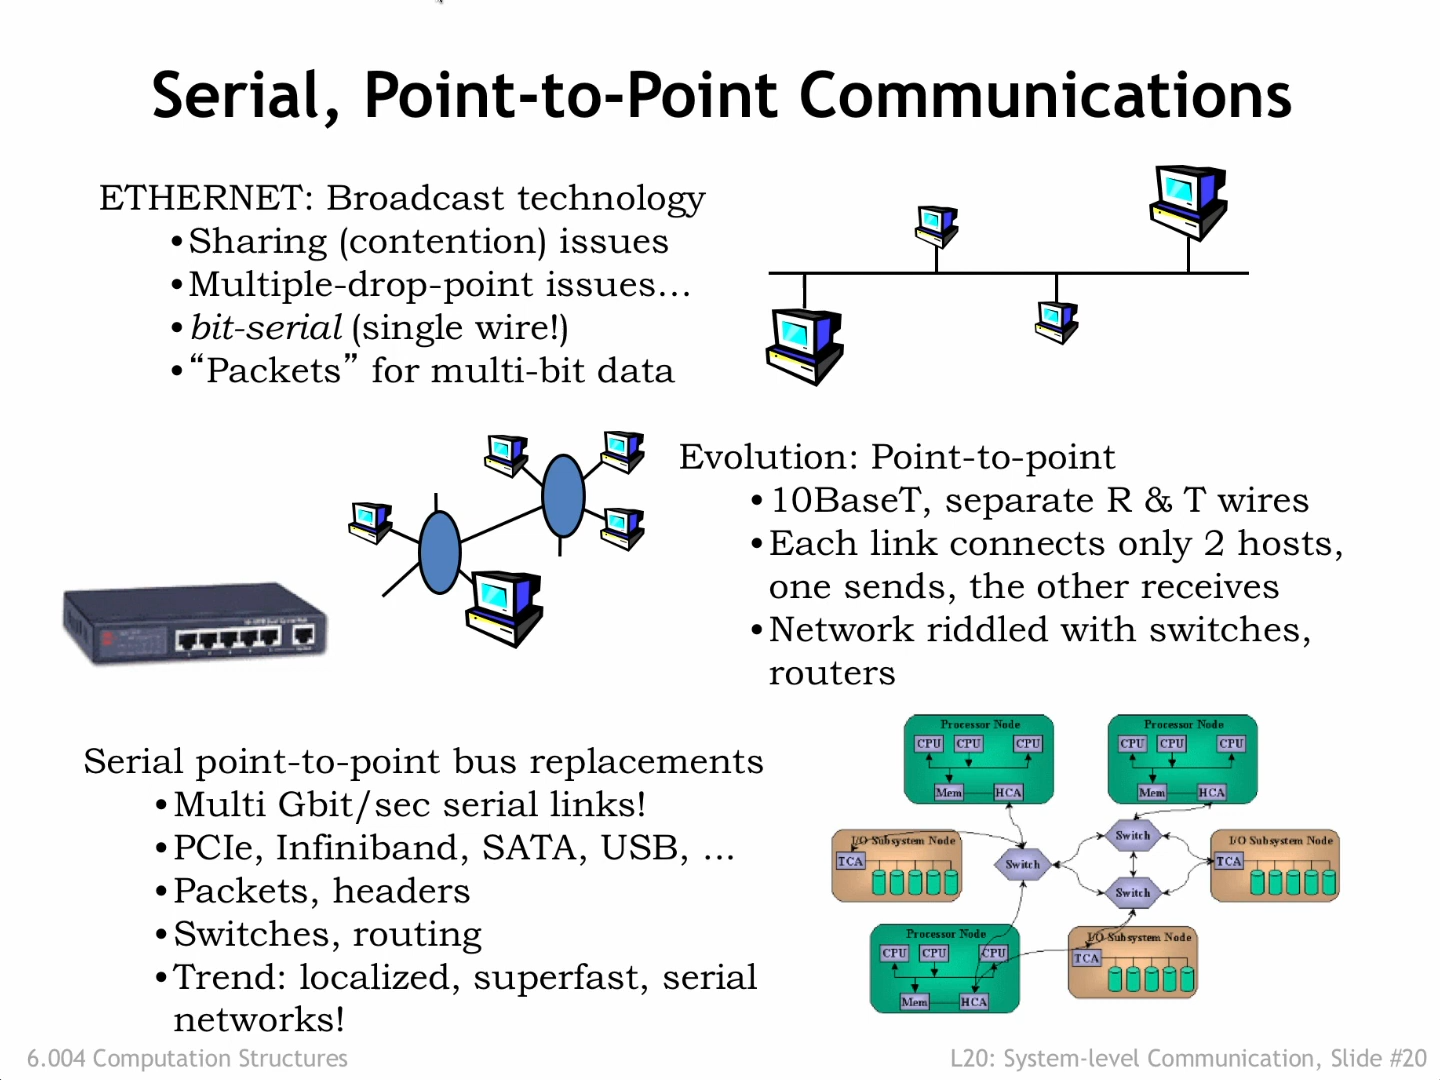 Serial, Point-to-Point Communications
ETHERNET: Broadcast technology
•Sharing (contention) issues
•Multiple-drop-point issues…
•bit-serial (single wire!)
•“Packets” for multi-bit data
Evolution: Point-to-point
•10BaseT, separate R & T wires
•Each link connects only 2 hosts,
one sends, the other receives
•Network riddled with switches,
routers
Serial point-to-point bus replacements
•Multi Gbit/sec serial links!
•PCIe, Infiniband, SATA, USB, …
•Packets, headers
•Switches, routing
•Trend: localized, superfast, serial
networks!
Processor Node
CPU CPU CPU
Mem HCA
Processor Node
CPU CPU CPU
Mem HCA
I/O Subsystem Node
TCA
Switch
Switch
Switch
I/O Subsystem Node
TCA
Processor Node
CPU CPU CPU
Mem HCA
I/O Subsystem Node
TCA
6.004 Computation Structures
L20: System-level Communication, Slide #20